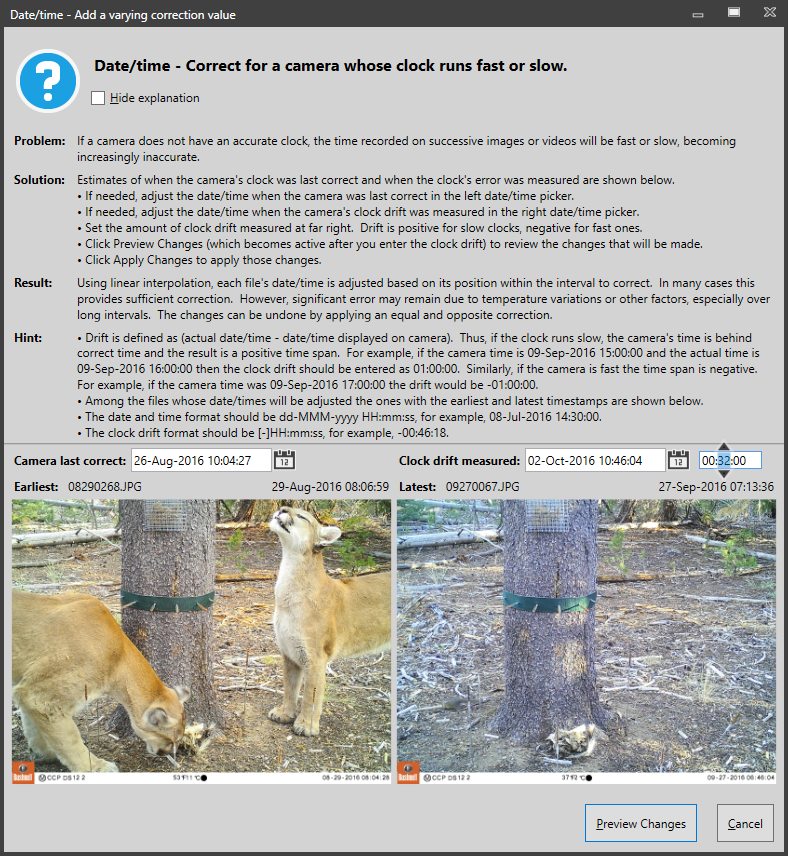 Date/time - Add a varying correction value
Date/time - Correct for a camera whose clock runs fast or slow.
Hide explanation
Problem: If a camera does not have an accurate clock, the time recorded on successive images or videos will be fast or slow, becoming
increasingly inaccurate.
Solution: Estimates of when the camera's clock was last correct and when the clock's error was measured are shown below.
• If needed, adjust the date/time when the camera was last correct in the left date/time picker.
• If needed, adjust the date/time when the camera's clock drift was measured in the right date/time picker.
• Set the amount of clock drift measured at far right.  Drift is positive for slow clocks, negative for fast ones.
• Click Preview Changes (which becomes active after you enter the clock drift) to review the changes that will be made.
• Click Apply Changes to apply those changes.
Result: Using linear interpolation, each file's date/time is adjusted based on its position within the interval to correct.  In many cases this
provides sufficient correction.  However, significant error may remain due to temperature variations or other factors, especially over
long intervals.  The changes can be undone by applying an equal and opposite correction.
Hint: • Drift is defined as (actual date/time - date/time displayed on camera).  Thus, if the clock runs slow, the camera's time is behind
correct time and the result is a positive time span.  For example, if the camera time is 09-Sep-2016 15:00:00 and the actual time is
09-Sep-2016 16:00:00 then the clock drift should be entered as 01:00:00.  Similarly, if the camera is fast the time span is negative.
For example, if the camera time was 09-Sep-2016 17:00:00 the drift would be -01:00:00.
• Among the files whose date/times will be adjusted the ones with the earliest and latest timestamps are shown below.
• The date and time format should be dd-MMM-yyyy HH:mm:ss, for example, 08-Jul-2016 14:30:00.
• The clock drift format should be [-]HH:mm:ss, for example, -00:46:18.
Camera last correct: 26-Aug-2016 10:04:27 12 Clock drift measured: 02-Oct-2016 10:46:04 12 00:32:00
Earliest: 08290268.JPG 29-Aug-2016 08:06:59 Latest: 09270067.JPG 27-Sep-2016 07:13:36
Bushnell CCP DS12 2 08-29-2016 08:04:28 Bushnell CCP DS12 2 09-27-2016 06:46:04
Preview Changes Cancel